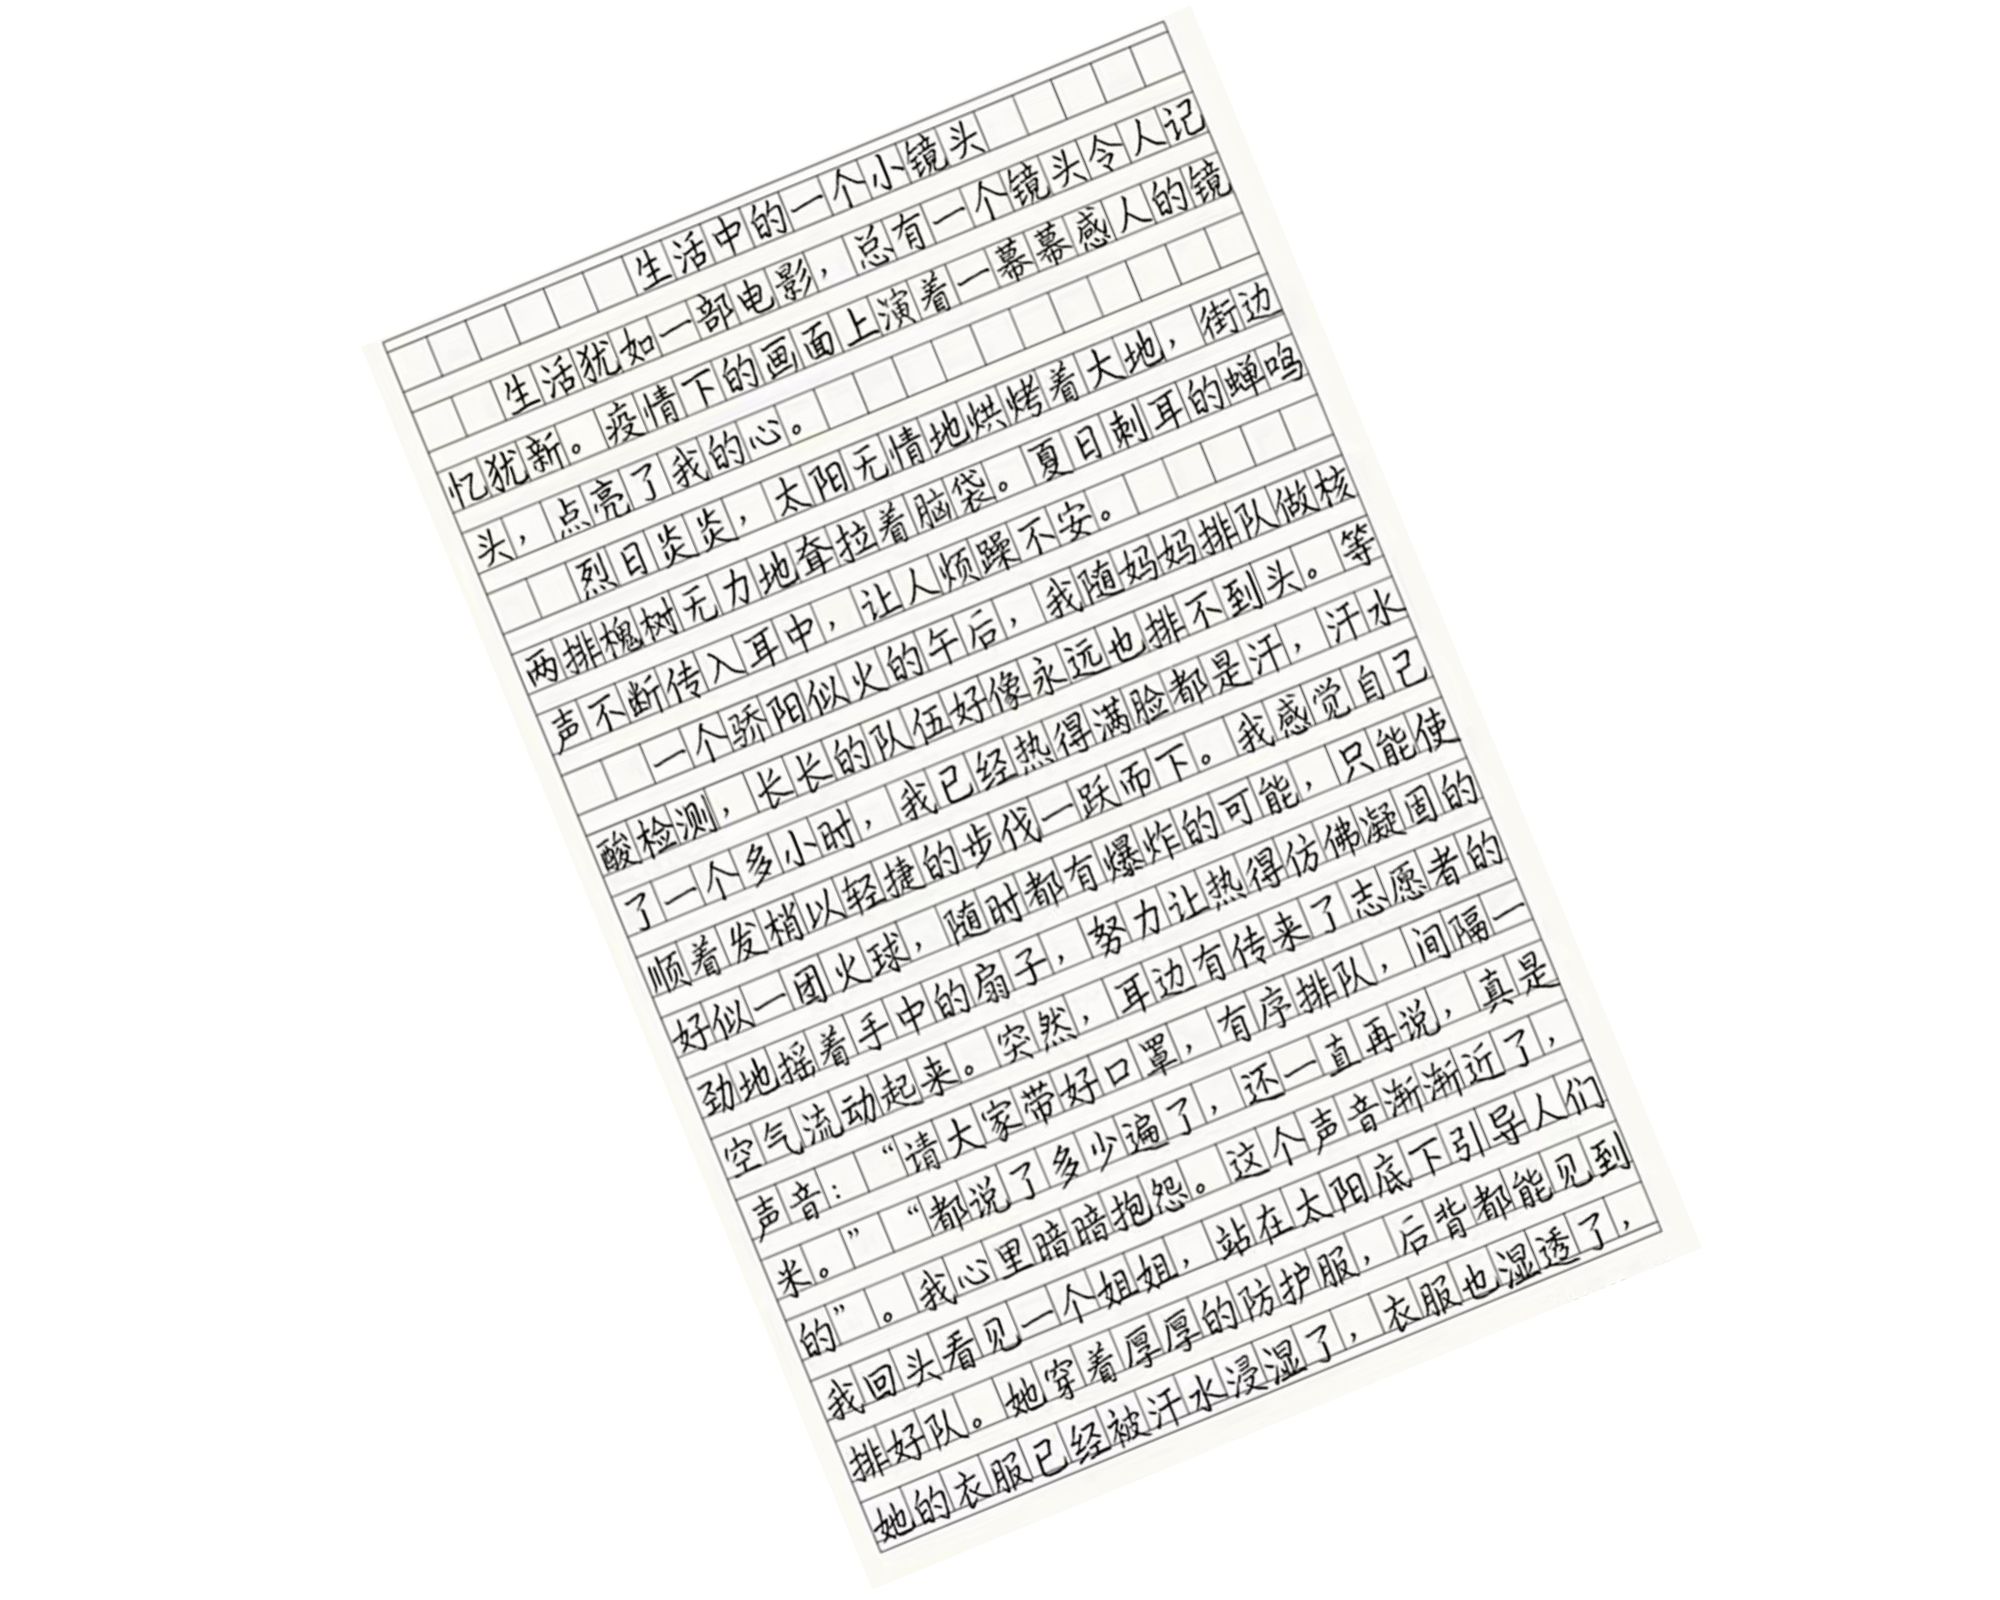 生活中的一个小镜头
生活犹如一部电影，总有一个镜头令人记
忆犹新。疫情下的画面上演着一幕幕感人的镜
头，点亮了我的心。
烈日炎炎，太阳无情地烘烤着大地，街边
两排槐树无力地耷拉着脑袋。夏日刺耳的蝉鸣
声不断传入耳中，让人烦躁不安。
一个骄阳似火的午后，我随妈妈排队做核
酸检测，长长的队伍好像永远也排不到头。等
了一个多小时，我已经热得满脸都是汗，汗水
顺着发梢以轻捷的步伐一跃而下。我感觉自己
好似一团火球，随时都有爆炸的可能，只能使
劲地摇着手中的扇子，努力让热得仿佛凝固的
空气流动起来。突然，耳边有传来了志愿者的
声音：“请大家带好口罩，有序排队，间隔一
米。”“都说了多少遍了，还一直再说，真是
的”。我心里暗暗抱怨。这个声音渐渐近了，
我回头看见一个姐姐，站在太阳底下引导人们
排好队。她穿着厚厚的防护服，后背都能见到
她的衣服已经被汗水浸湿了，衣服也湿透了，